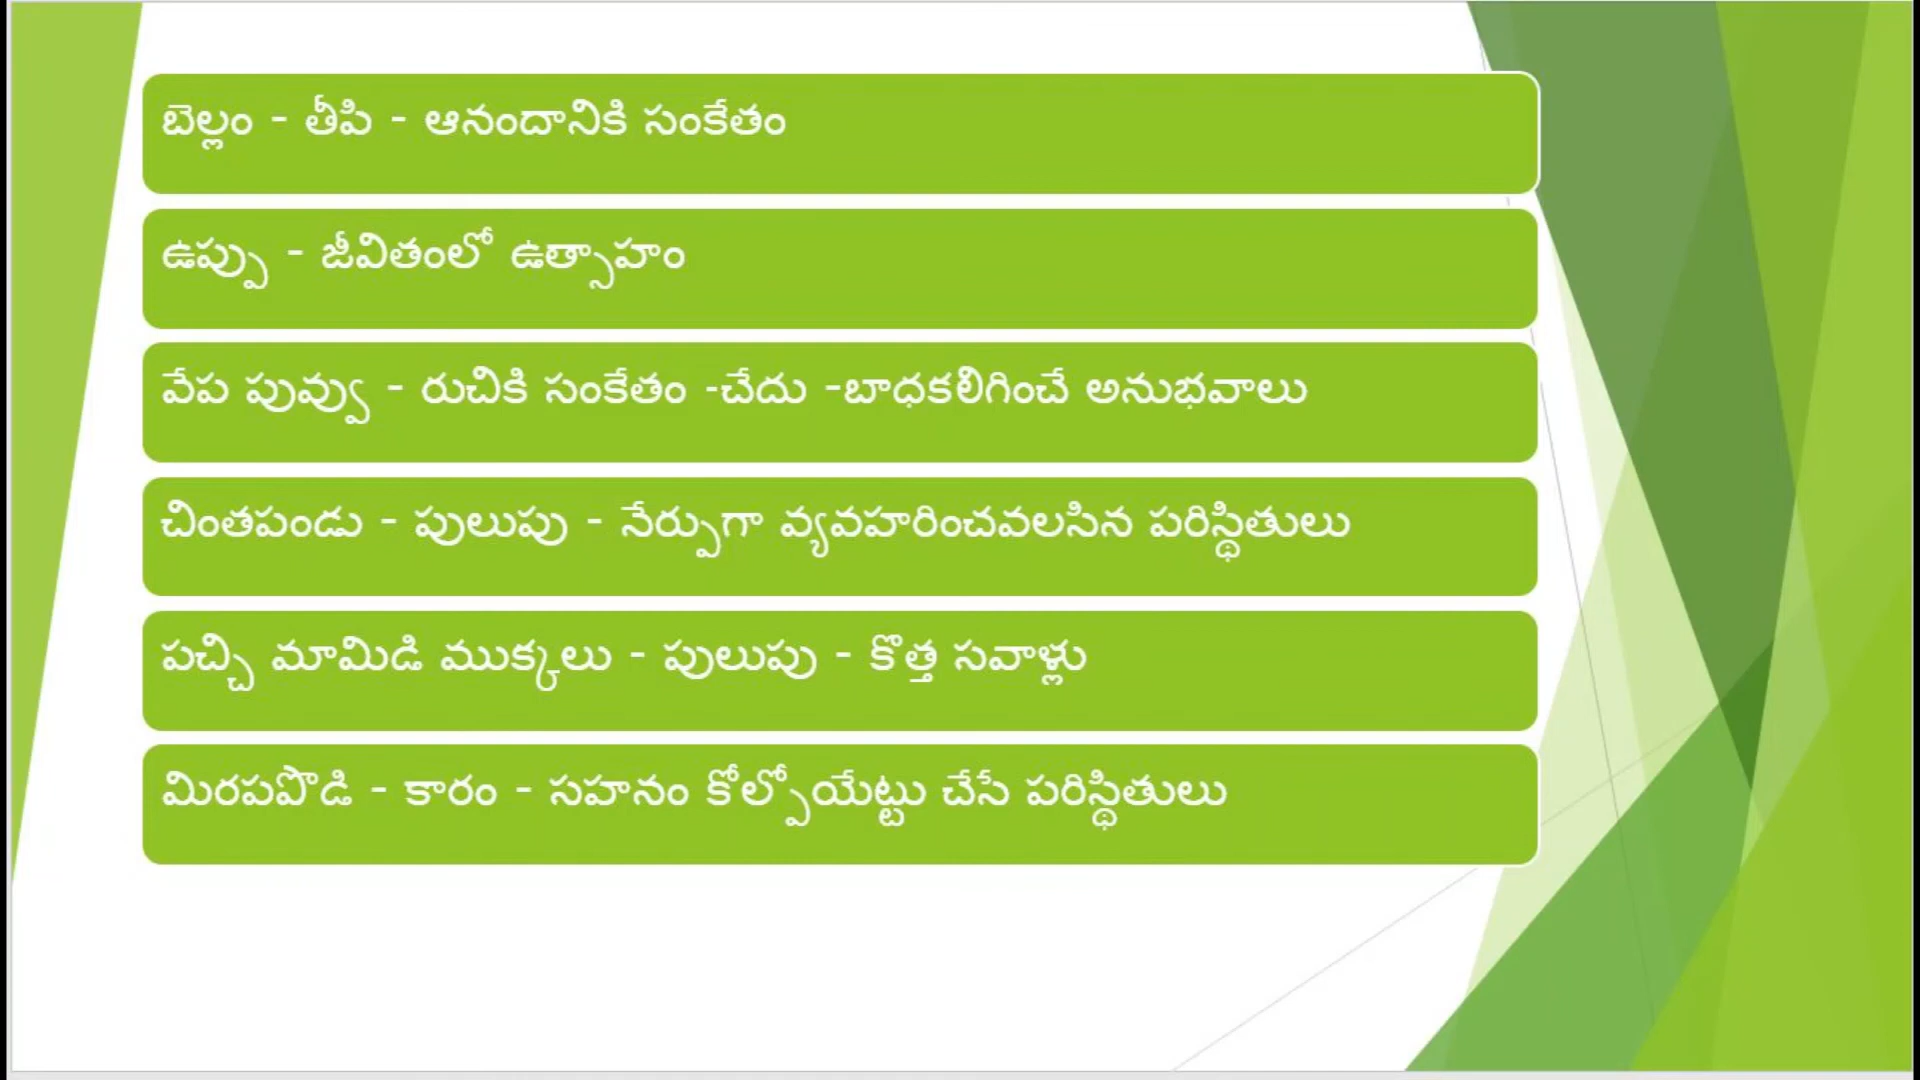 బెల్లం - తీపి - ఆనందానికి సంకేతం
ఉప్పు - జీవితంలో ఉత్సాహం
వేప పువ్వు - రుచికి సంకేతం -చేదు -బాధకలిగించే అనుభవాలు
చింతపండు - పులుపు - నేర్పుగా వ్యవహరించవలసిన పరిస్థితులు
పచ్చి మామిడి ముక్కలు - పులుపు - కొత్త సవాళ్లు
మిరపపొడి - కారం - సహనం కోల్పోయేట్టు చేసే పరిస్థితులు